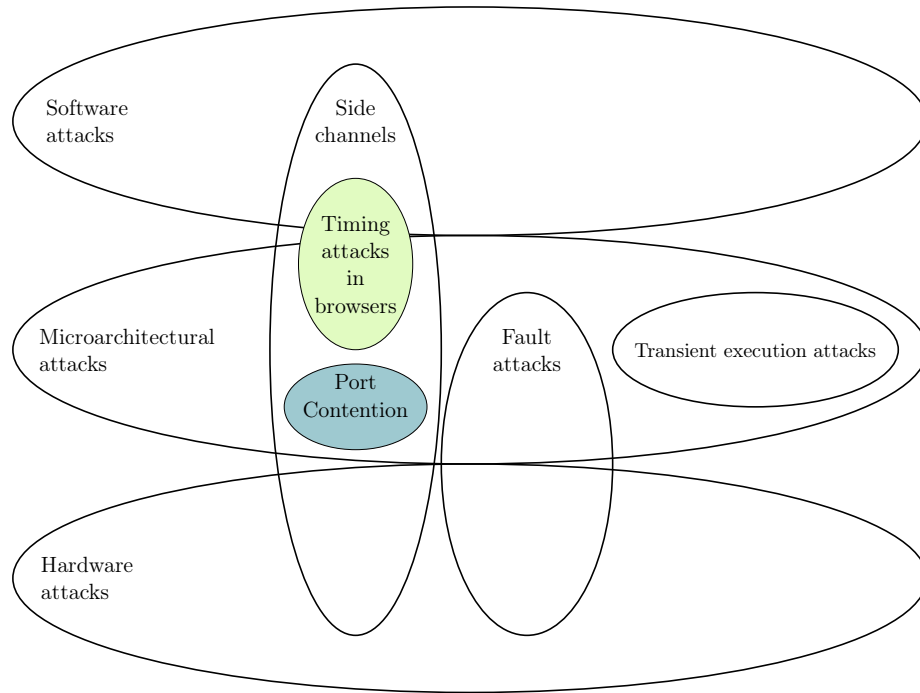 Software
attacks
Side
channels
Timing
attacks
in
browsers
Microarchitectural
attacks
Fault
attacks
Transient execution attacks
Port
Contention
Hardware
attacks